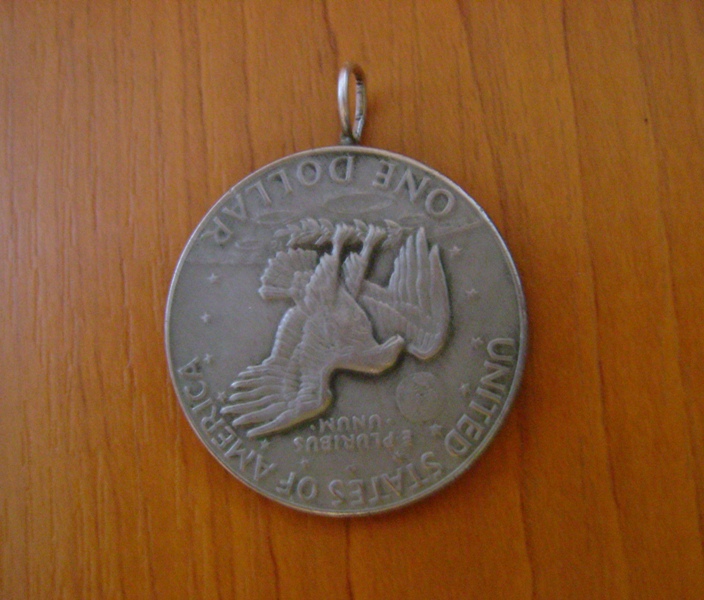 UNITED STATES OF AMERICA
E PLURIBUS
UNUM
ONE DOLLAR